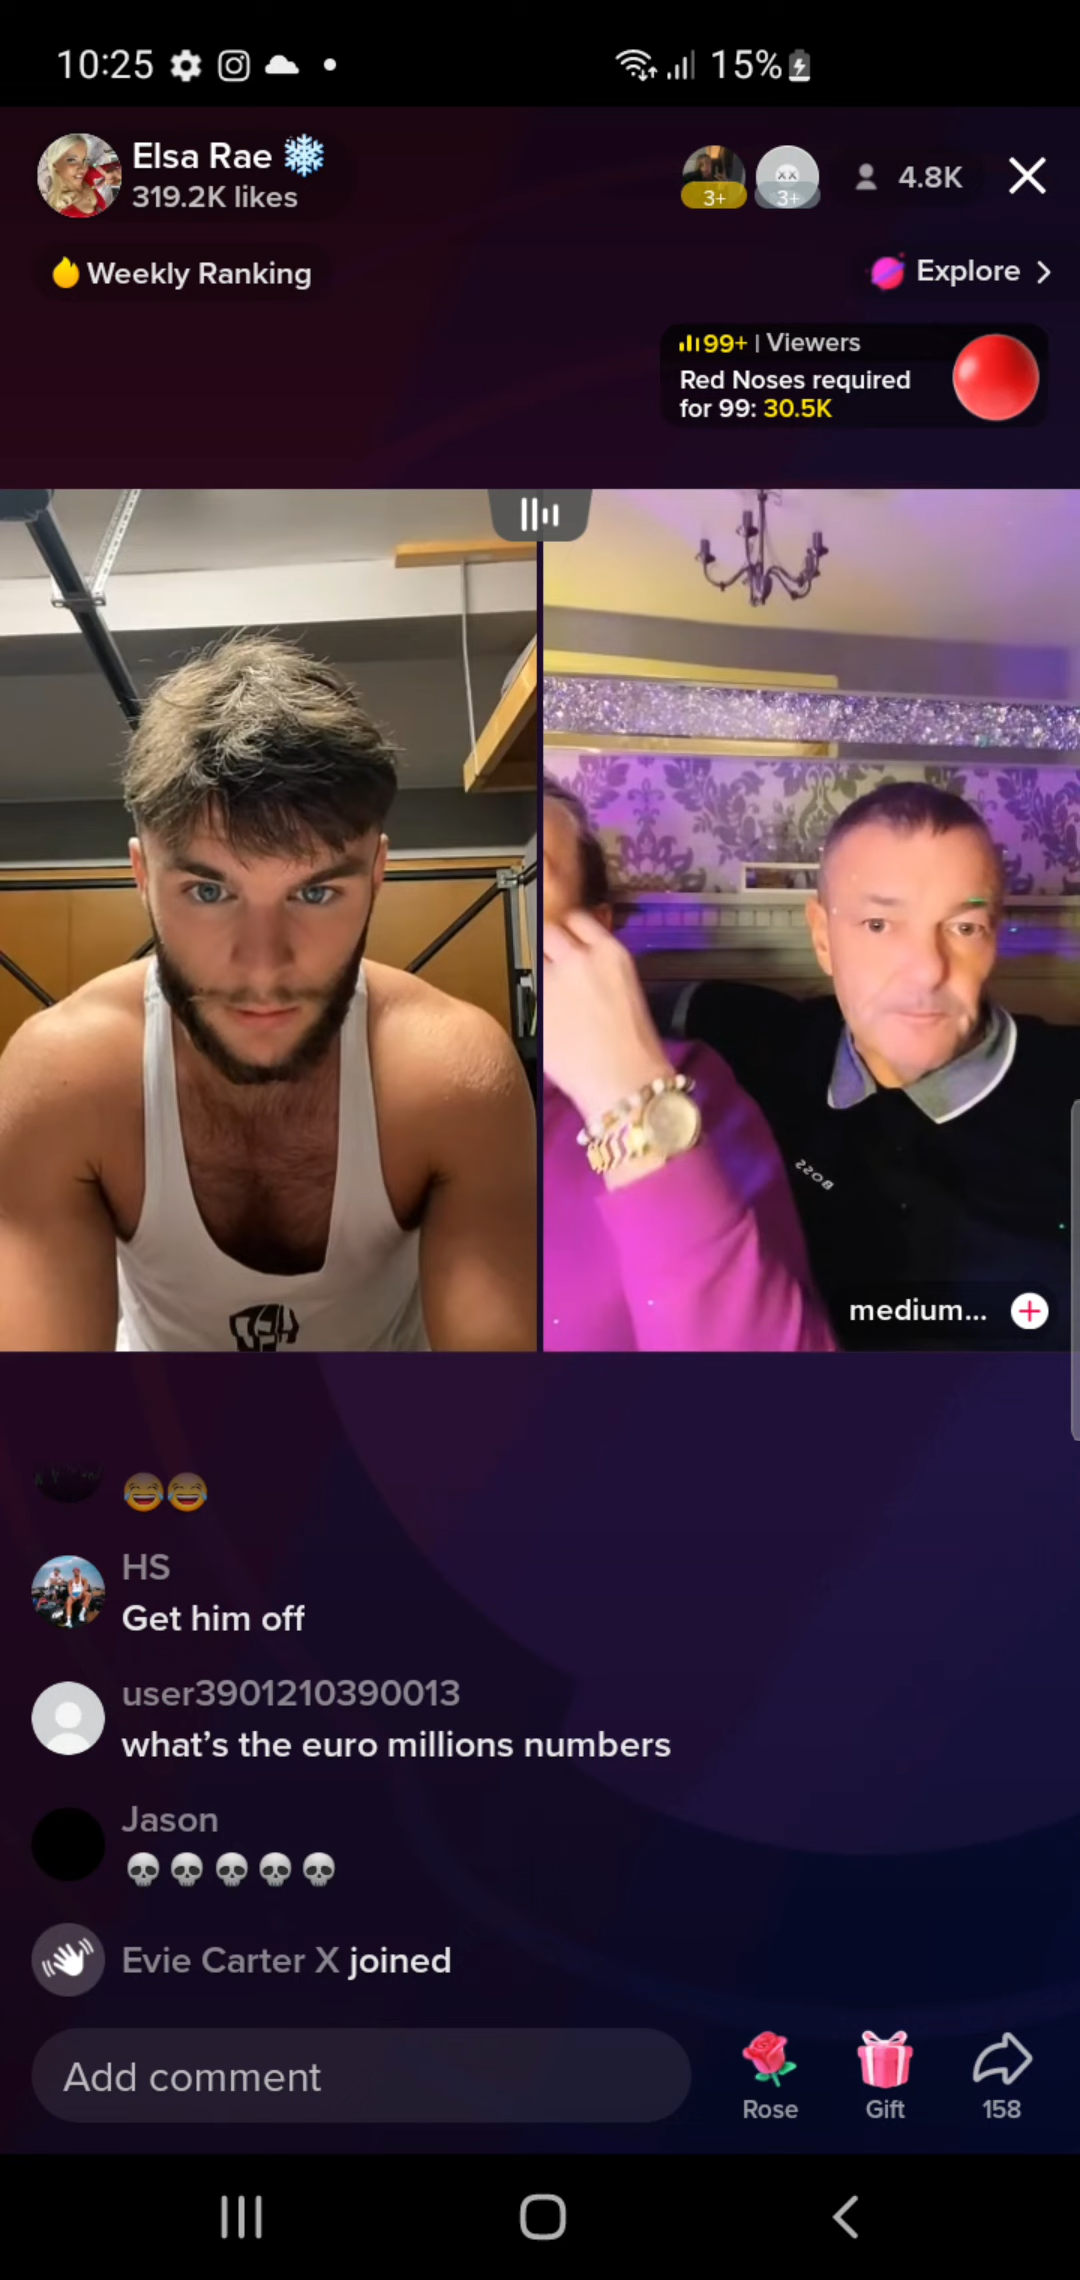 10:25
15%
Elsa Rae
319.2K likes
3+
3+
4.8K
Weekly Ranking
Explore
99+ | Viewers
Red Noses required
for 99: 30.5K
BOSS
medium...
HS
Get him off
user3901210390013
what's the euro millions numbers
Jason
Evie Carter X joined
Add comment
Rose
Gift
158